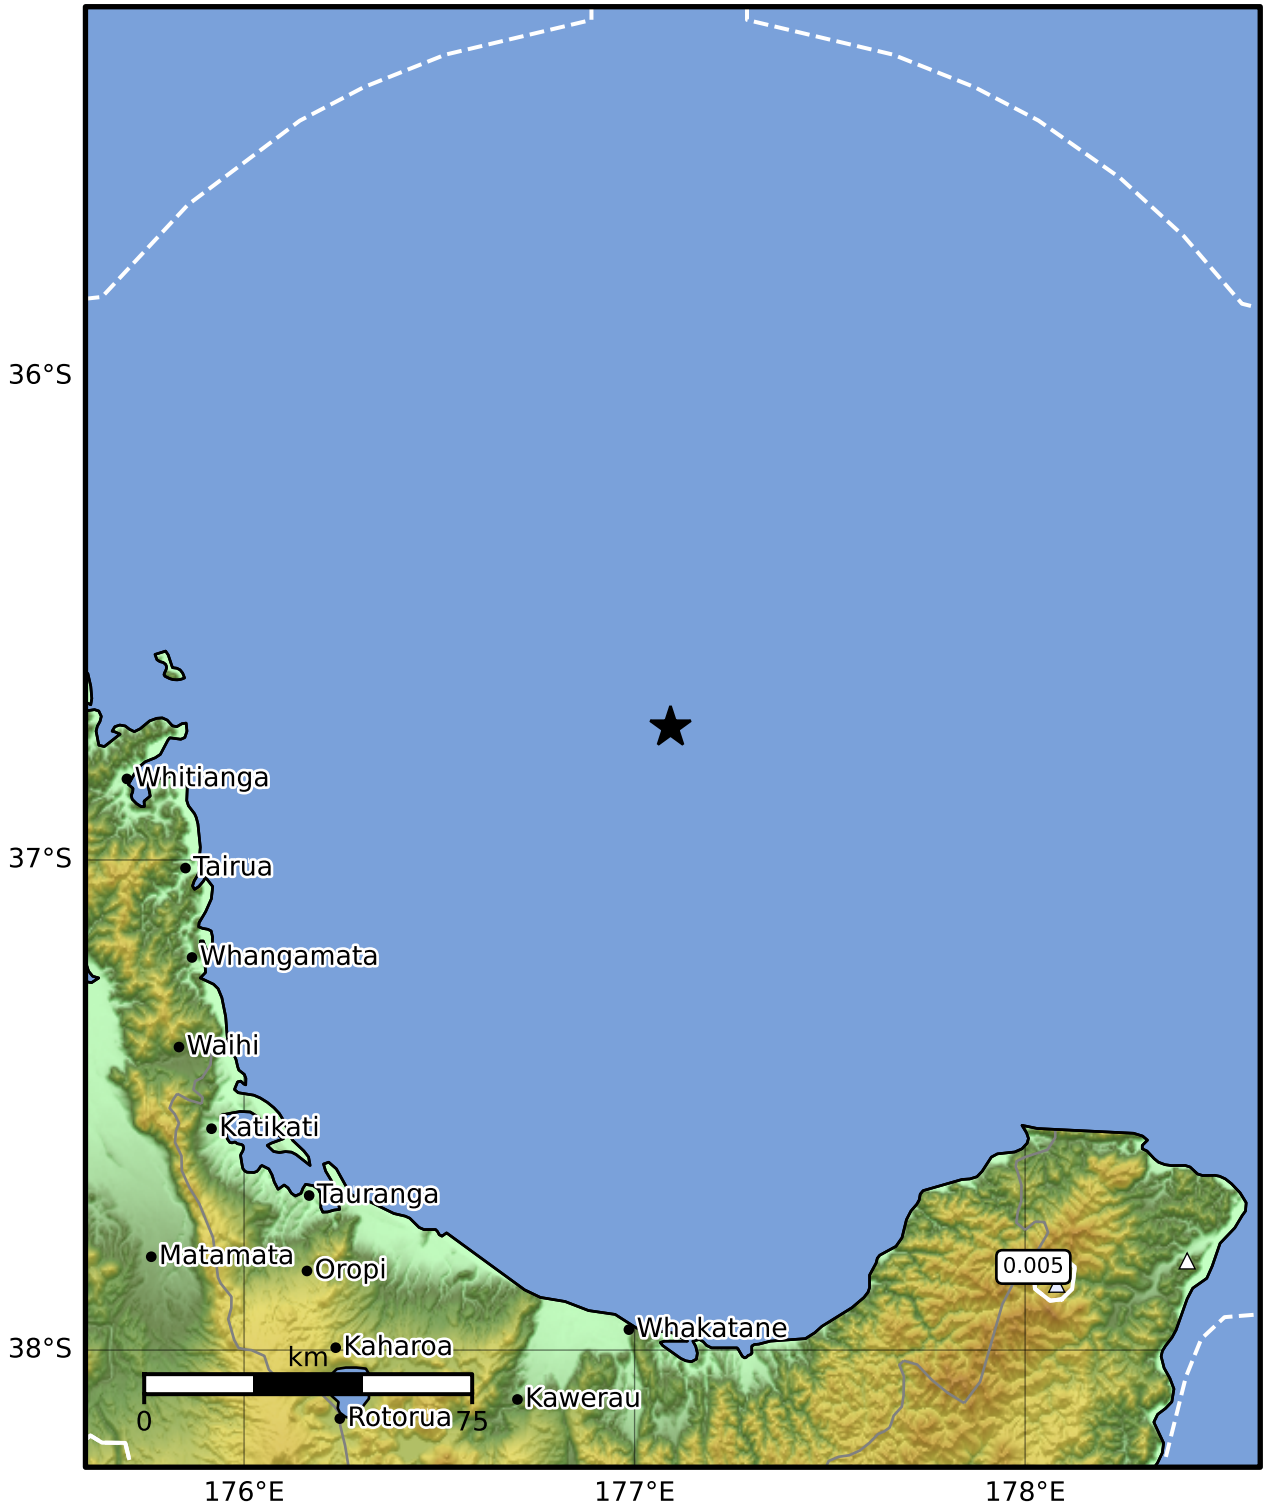 36°S
Whitianga
37°S
Tairua
Whangamata
Waihi
Katikati
Tauranga
Matamata
Oropi
0.005
Whakatane
38°S
Kaharoa
km
Kawerau
0
Rotorua
75
176°E
177°E
178°E